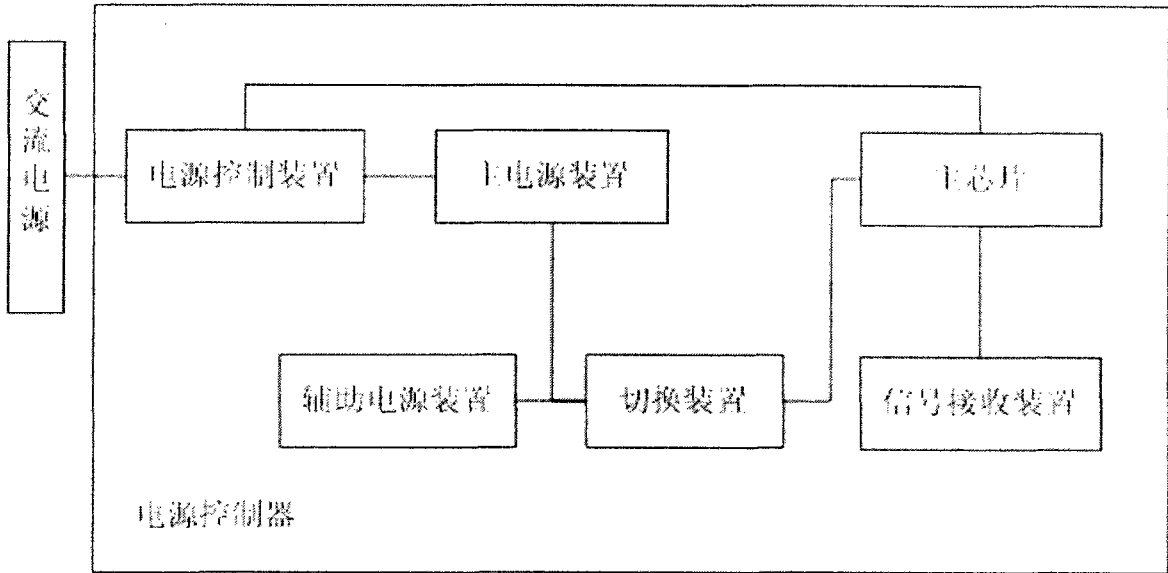 交流电源
电源控制装置
主电源装置
主芯片
辅助电源装置
切换装置
信号接收装置
电源控制器